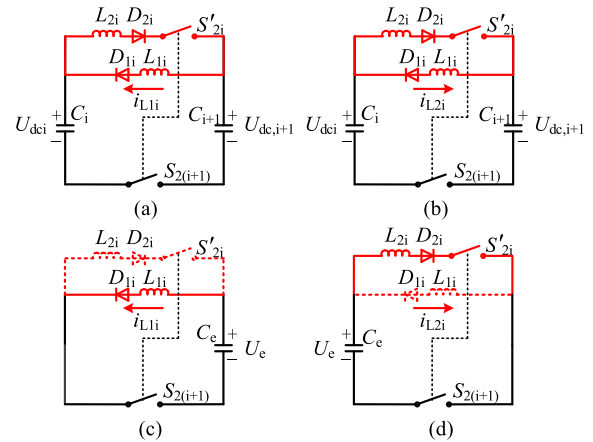 L2i D2i S′2i
D1i L1i
iL1i
Udci + − Ci Ci+1 + − Udc,i+1
S2(i+1)
(a)
L2i D2i S′2i
D1i L1i
iL2i
Udci + − Ci Ci+1 + − Udc,i+1
S2(i+1)
(b)
L2i D2i S′2i
D1i L1i
iL1i
Ce + − Ue
S2(i+1)
(c)
L2i D2i S′2i
D1i L1i
iL2i
Ue + − Ce
S2(i+1)
(d)